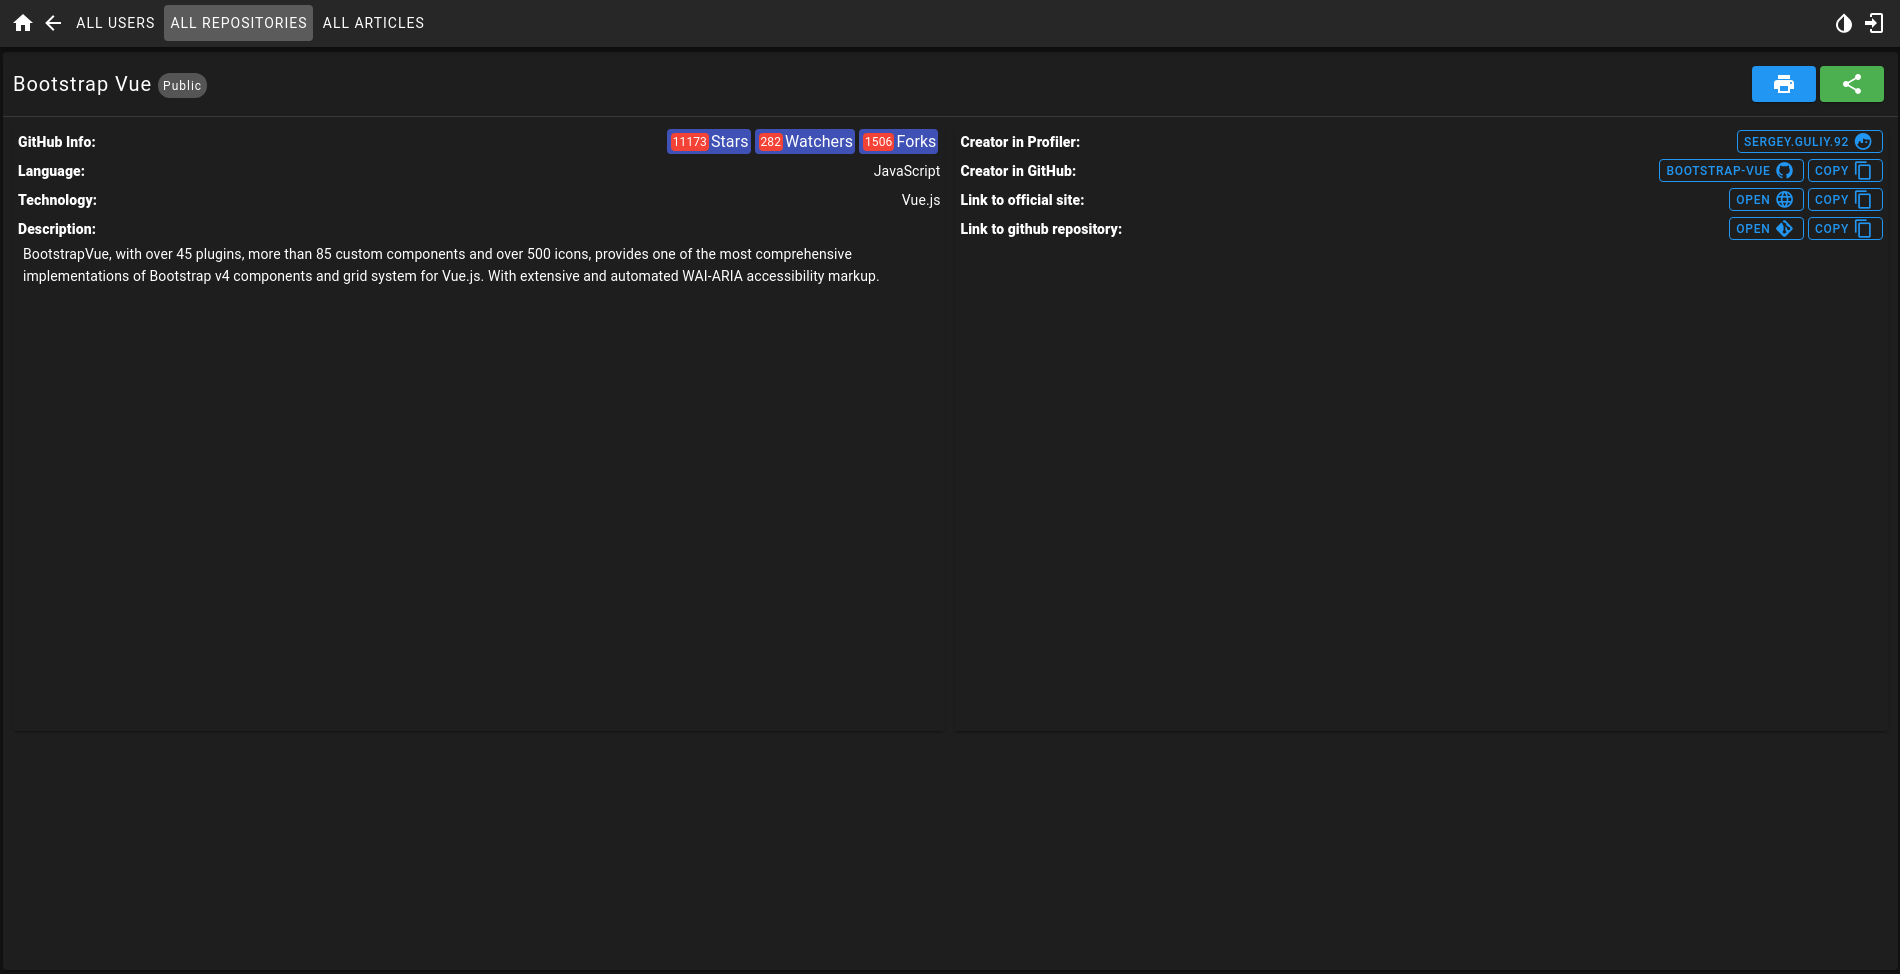 ALL USERS ALL REPOSITORIES ALL ARTICLES
Bootstrap Vue Public
GitHub Info: 11173 Stars 282 Watchers 1506 Forks
Language: JavaScript
Technology: Vue.js
Description:
BootstrapVue, with over 45 plugins, more than 85 custom components and over 500 icons, provides one of the most comprehensive
implementations of Bootstrap v4 components and grid system for Vue.js. With extensive and automated WAI-ARIA accessibility markup.
Creator in Profiler: SERGEY.GULIY.92
Creator in GitHub: BOOTSTRAP-VUE COPY
Link to official site: OPEN COPY
Link to github repository: OPEN COPY